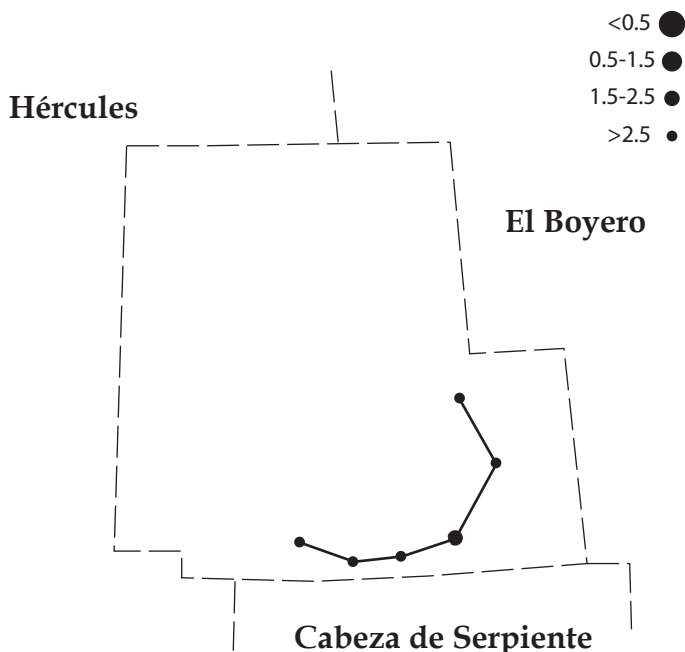 <0.5
0.5-1.5
1.5-2.5
>2.5
Hércules
El Boyero
Cabeza de Serpiente